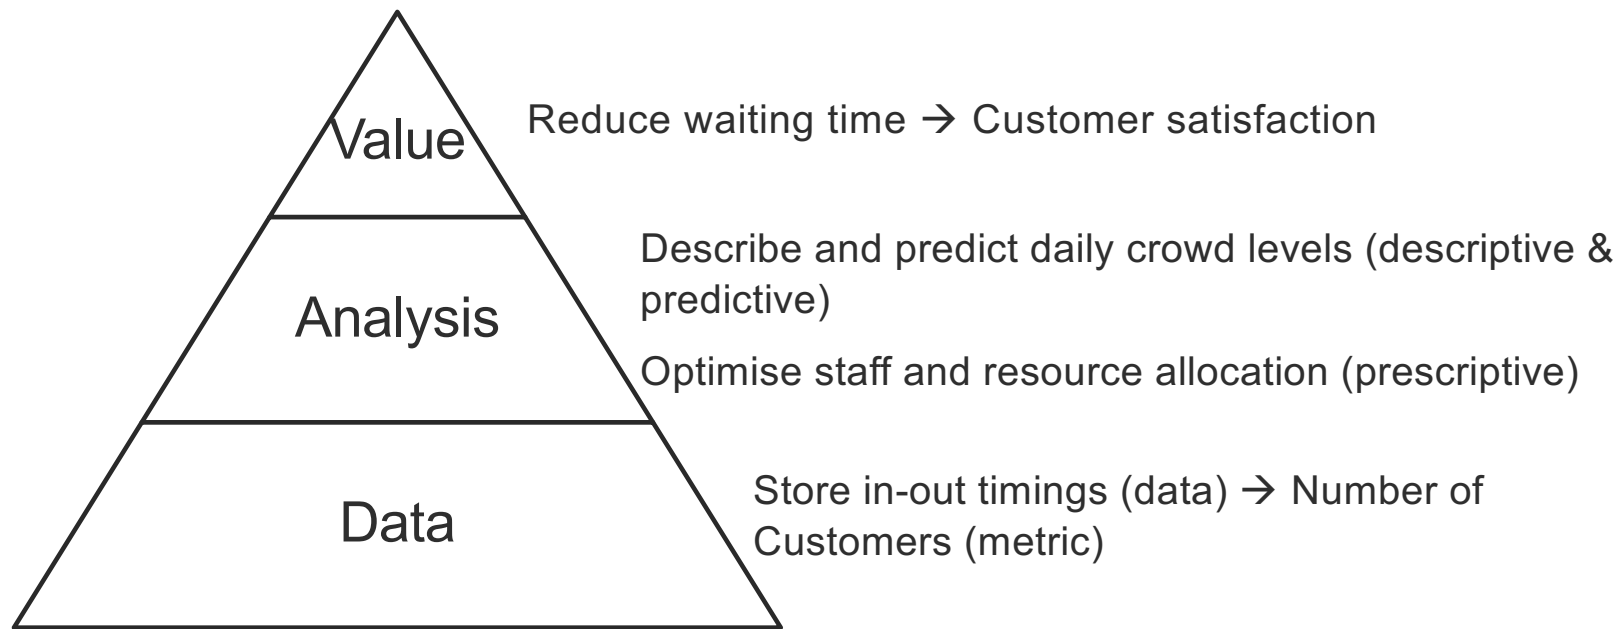 Value
Reduce waiting time → Customer satisfaction
Analysis
Describe and predict daily crowd levels (descriptive &
predictive)
Optimise staff and resource allocation (prescriptive)
Data
Store in-out timings (data) → Number of
Customers (metric)